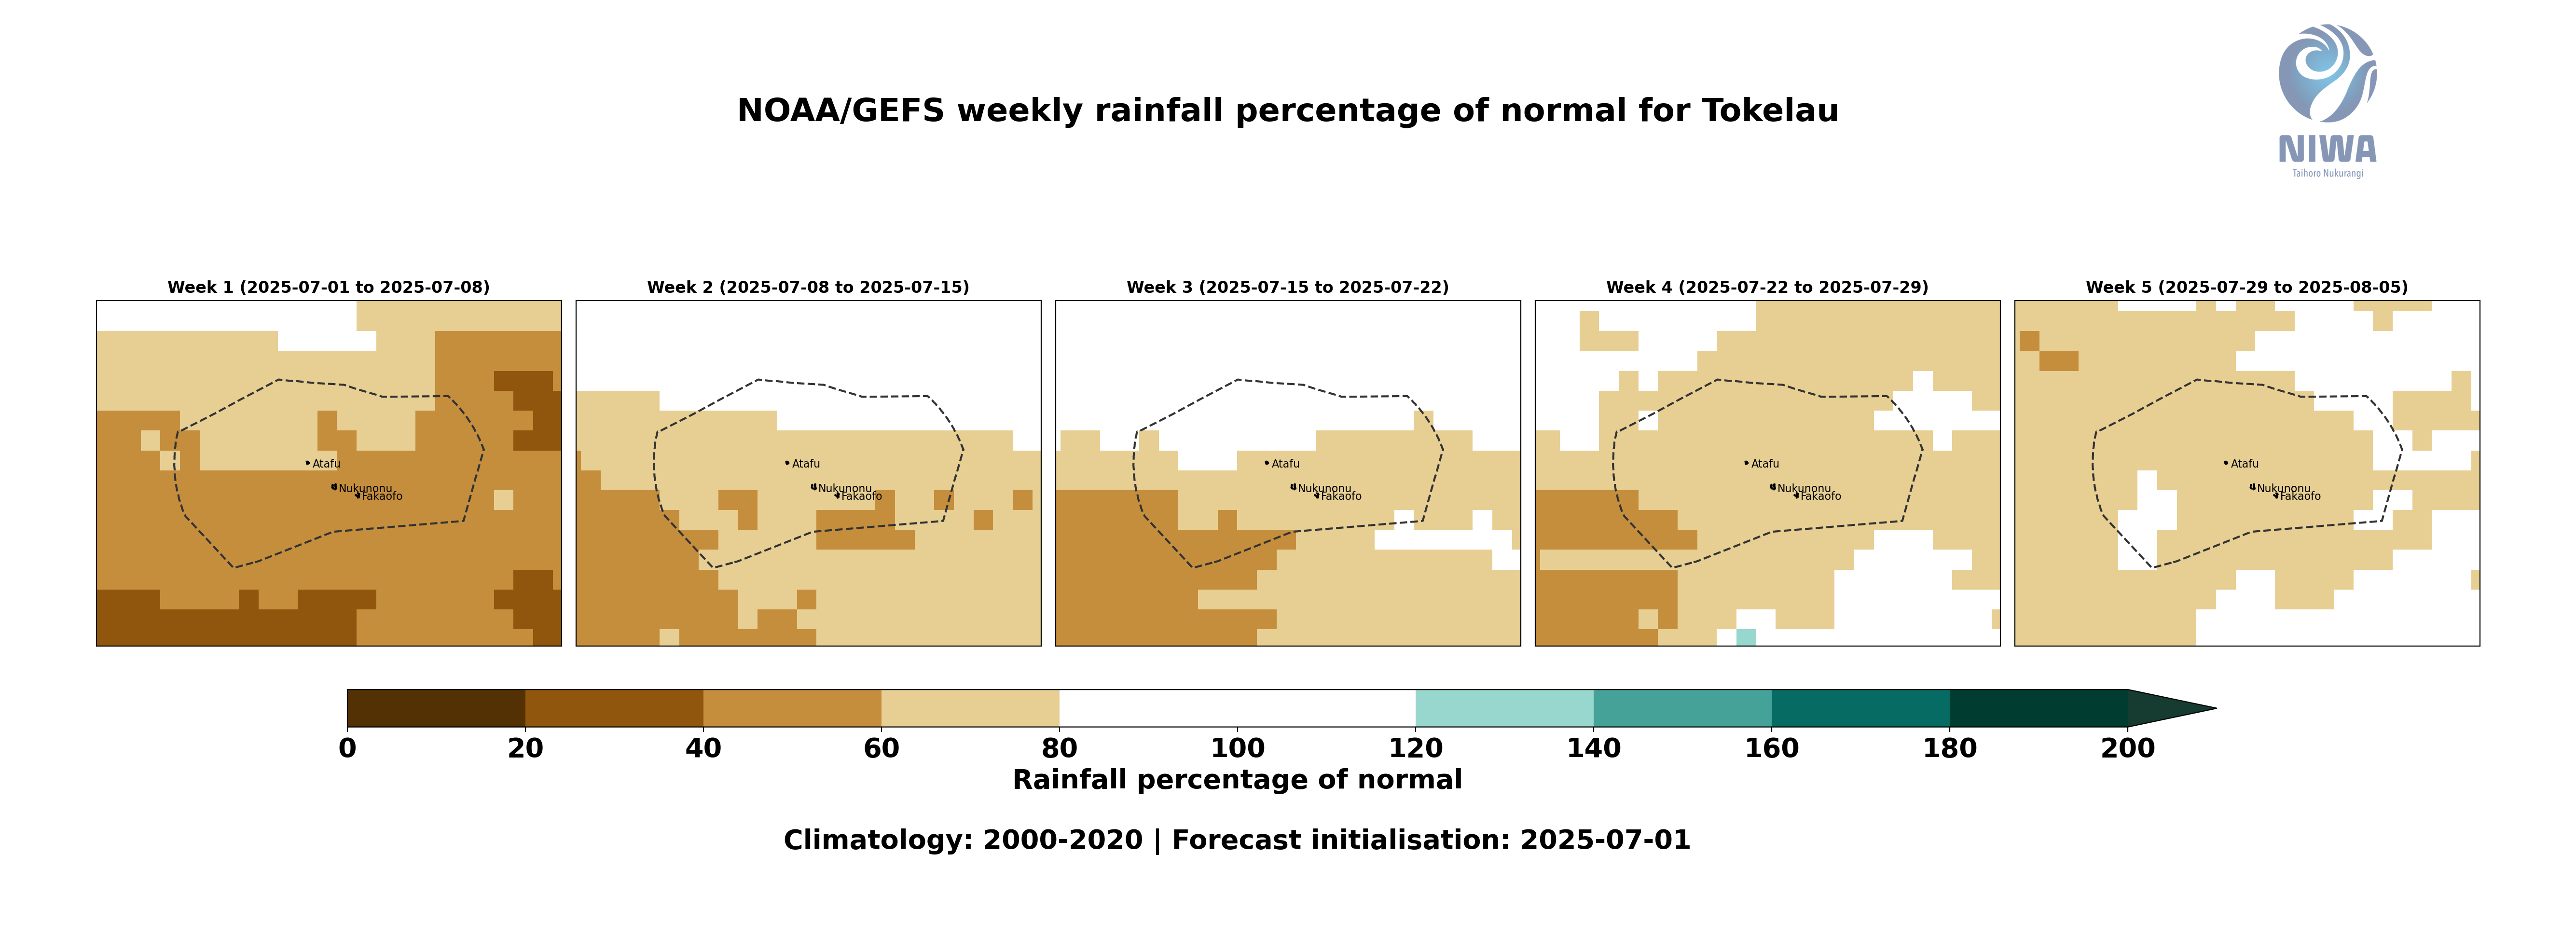 NOAA/GEFS weekly rainfall percentage of normal for Tokelau
NIWA
Taihoro Nukurangi
Week 1 (2025-07-01 to 2025-07-08)
Week 2 (2025-07-08 to 2025-07-15)
Week 3 (2025-07-15 to 2025-07-22)
Week 4 (2025-07-22 to 2025-07-29)
Week 5 (2025-07-29 to 2025-08-05)
Atafu
Nukunonu
Fakaofo
Atafu
Nukunonu
Fakaofo
Atafu
Nukunonu
Fakaofo
Atafu
Nukunonu
Fakaofo
Atafu
Nukunonu
Fakaofo
0 20 40 60 80 100 120 140 160 180 200
Rainfall percentage of normal
Climatology: 2000-2020 | Forecast initialisation: 2025-07-01